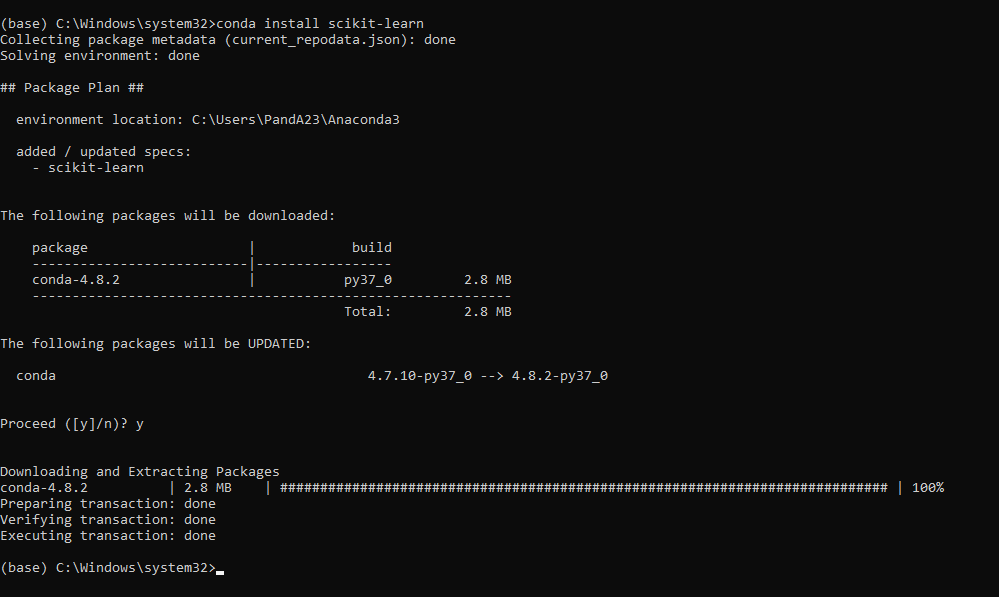 (base) C:\Windows\system32>conda install scikit-learn
Collecting package metadata (current_repodata.json): done
Solving environment: done
## Package Plan ##
  environment location: C:\Users\PandA23\Anaconda3
  added / updated specs:
    - scikit-learn
The following packages will be downloaded:
    package                    |            build
    ---------------------------|-----------------
    conda-4.8.2                |           py37_0         2.8 MB
    ------------------------------------------------------------
                                           Total:         2.8 MB
The following packages will be UPDATED:
  conda                                       4.7.10-py37_0 --> 4.8.2-py37_0
Proceed ([y]/n)? y
Downloading and Extracting Packages
conda-4.8.2          | 2.8 MB    | ############################################################################ | 100%
Preparing transaction: done
Verifying transaction: done
Executing transaction: done
(base) C:\Windows\system32>